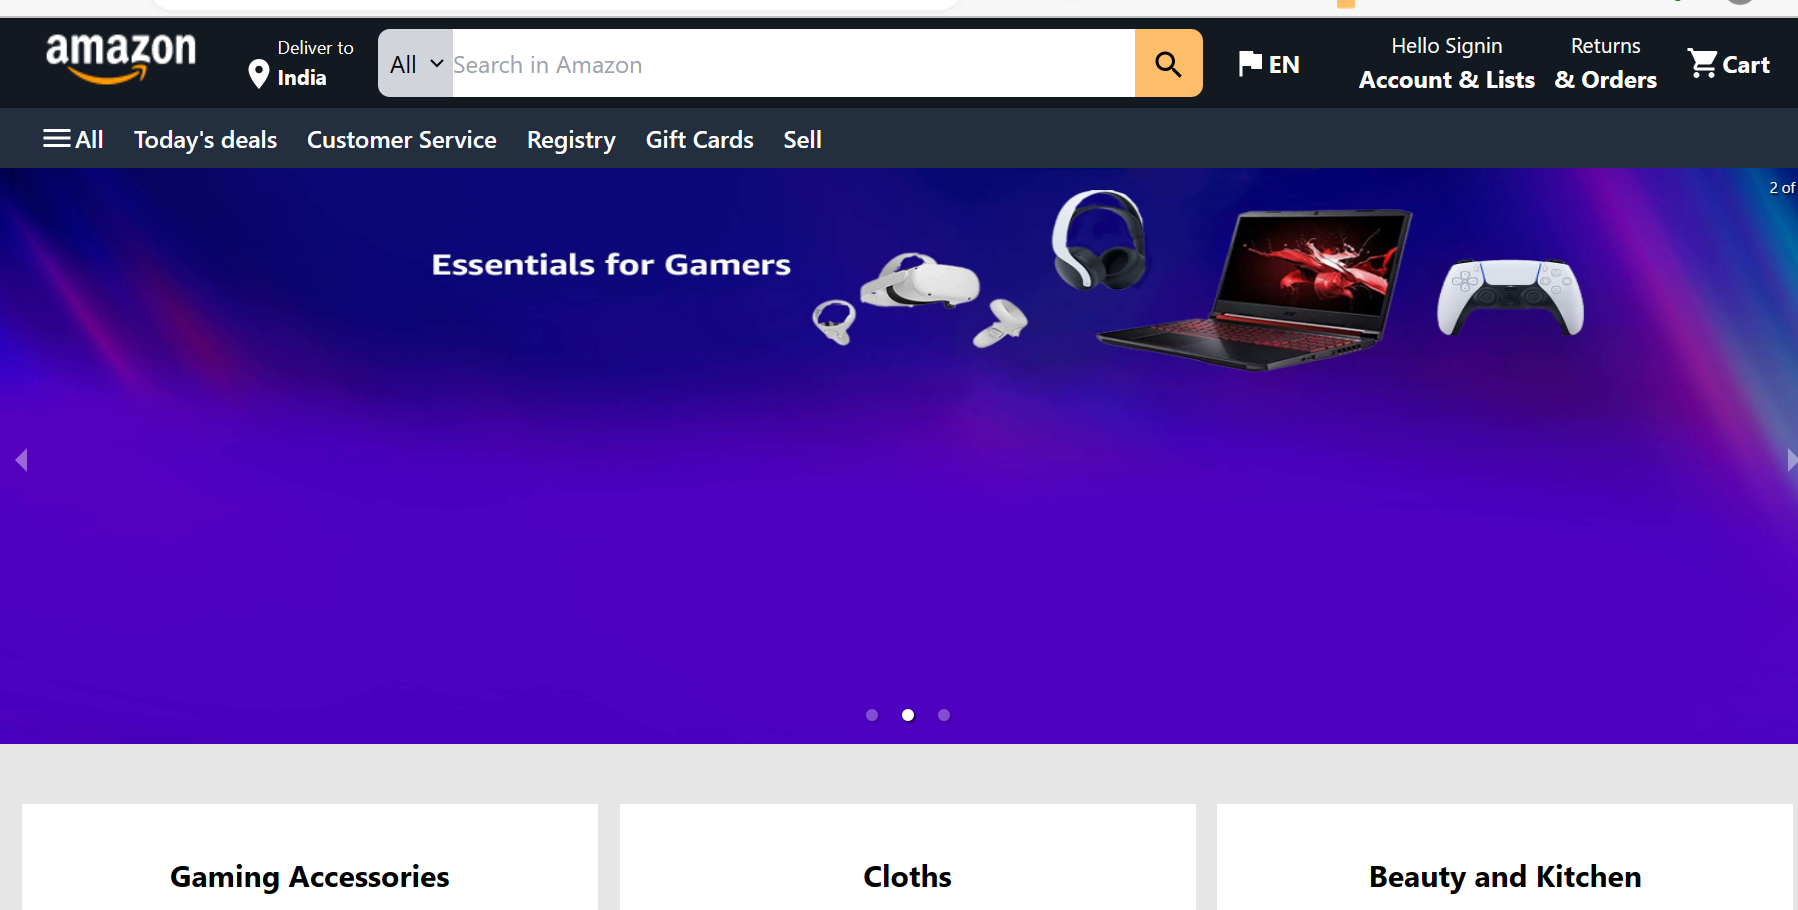 amazon
Deliver to
India
All
Search in Amazon
EN
Hello Signin
Account & Lists
Returns
& Orders
Cart
All
Today's deals
Customer Service
Registry
Gift Cards
Sell
2 of
Essentials for Gamers
Gaming Accessories
Cloths
Beauty and Kitchen